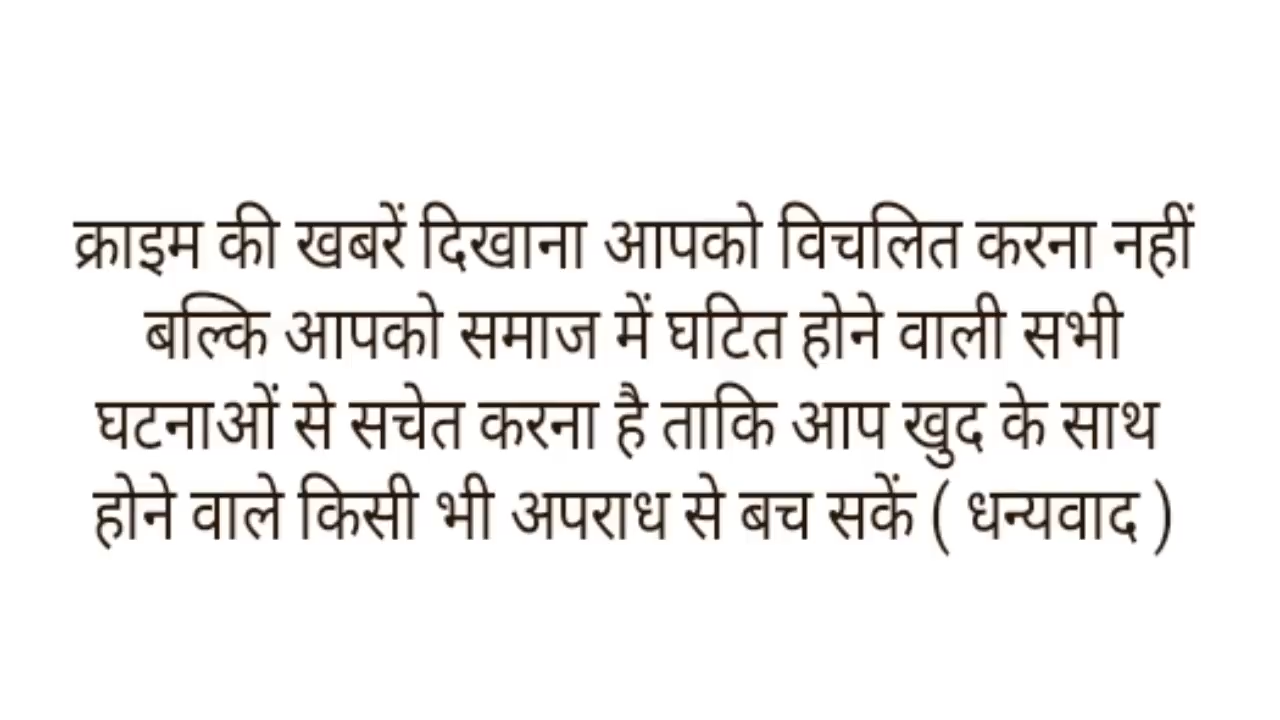 क्राइम की खबरें दिखाना आपको विचलित करना नहीं
बल्कि आपको समाज में घटित होने वाली सभी
घटनाओं से सचेत करना है ताकि आप खुद के साथ
होने वाले किसी भी अपराध से बच सकें ( धन्यवाद )